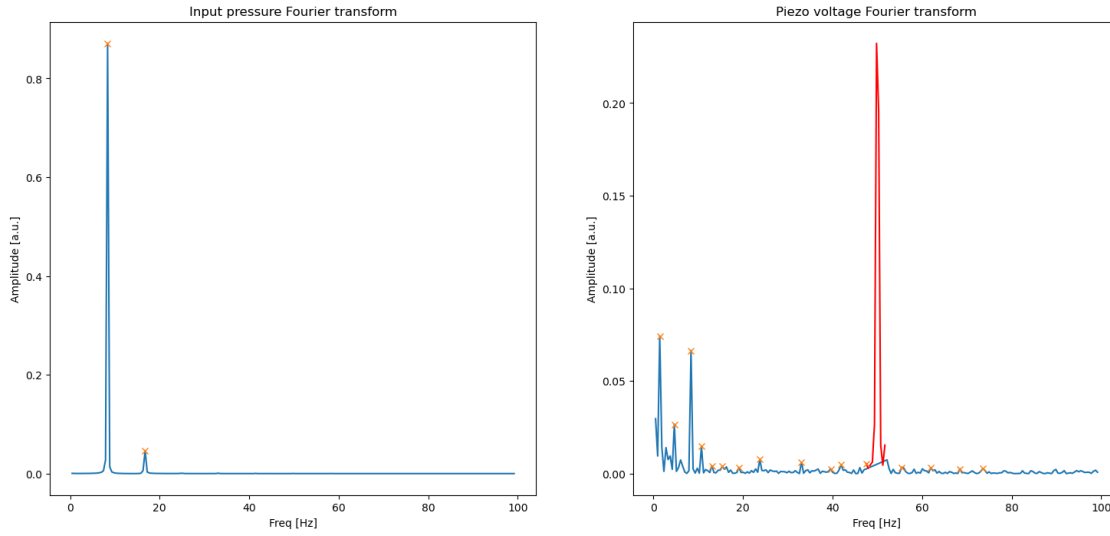 Input pressure Fourier transform
Amplitude [a.u.]
0.8
0.6
0.4
0.2
0.0
0 20 40 60 80 100
Freq [Hz]
Piezo voltage Fourier transform
Amplitude [a.u.]
0.20
0.15
0.10
0.05
0.00
0 20 40 60 80 100
Freq [Hz]